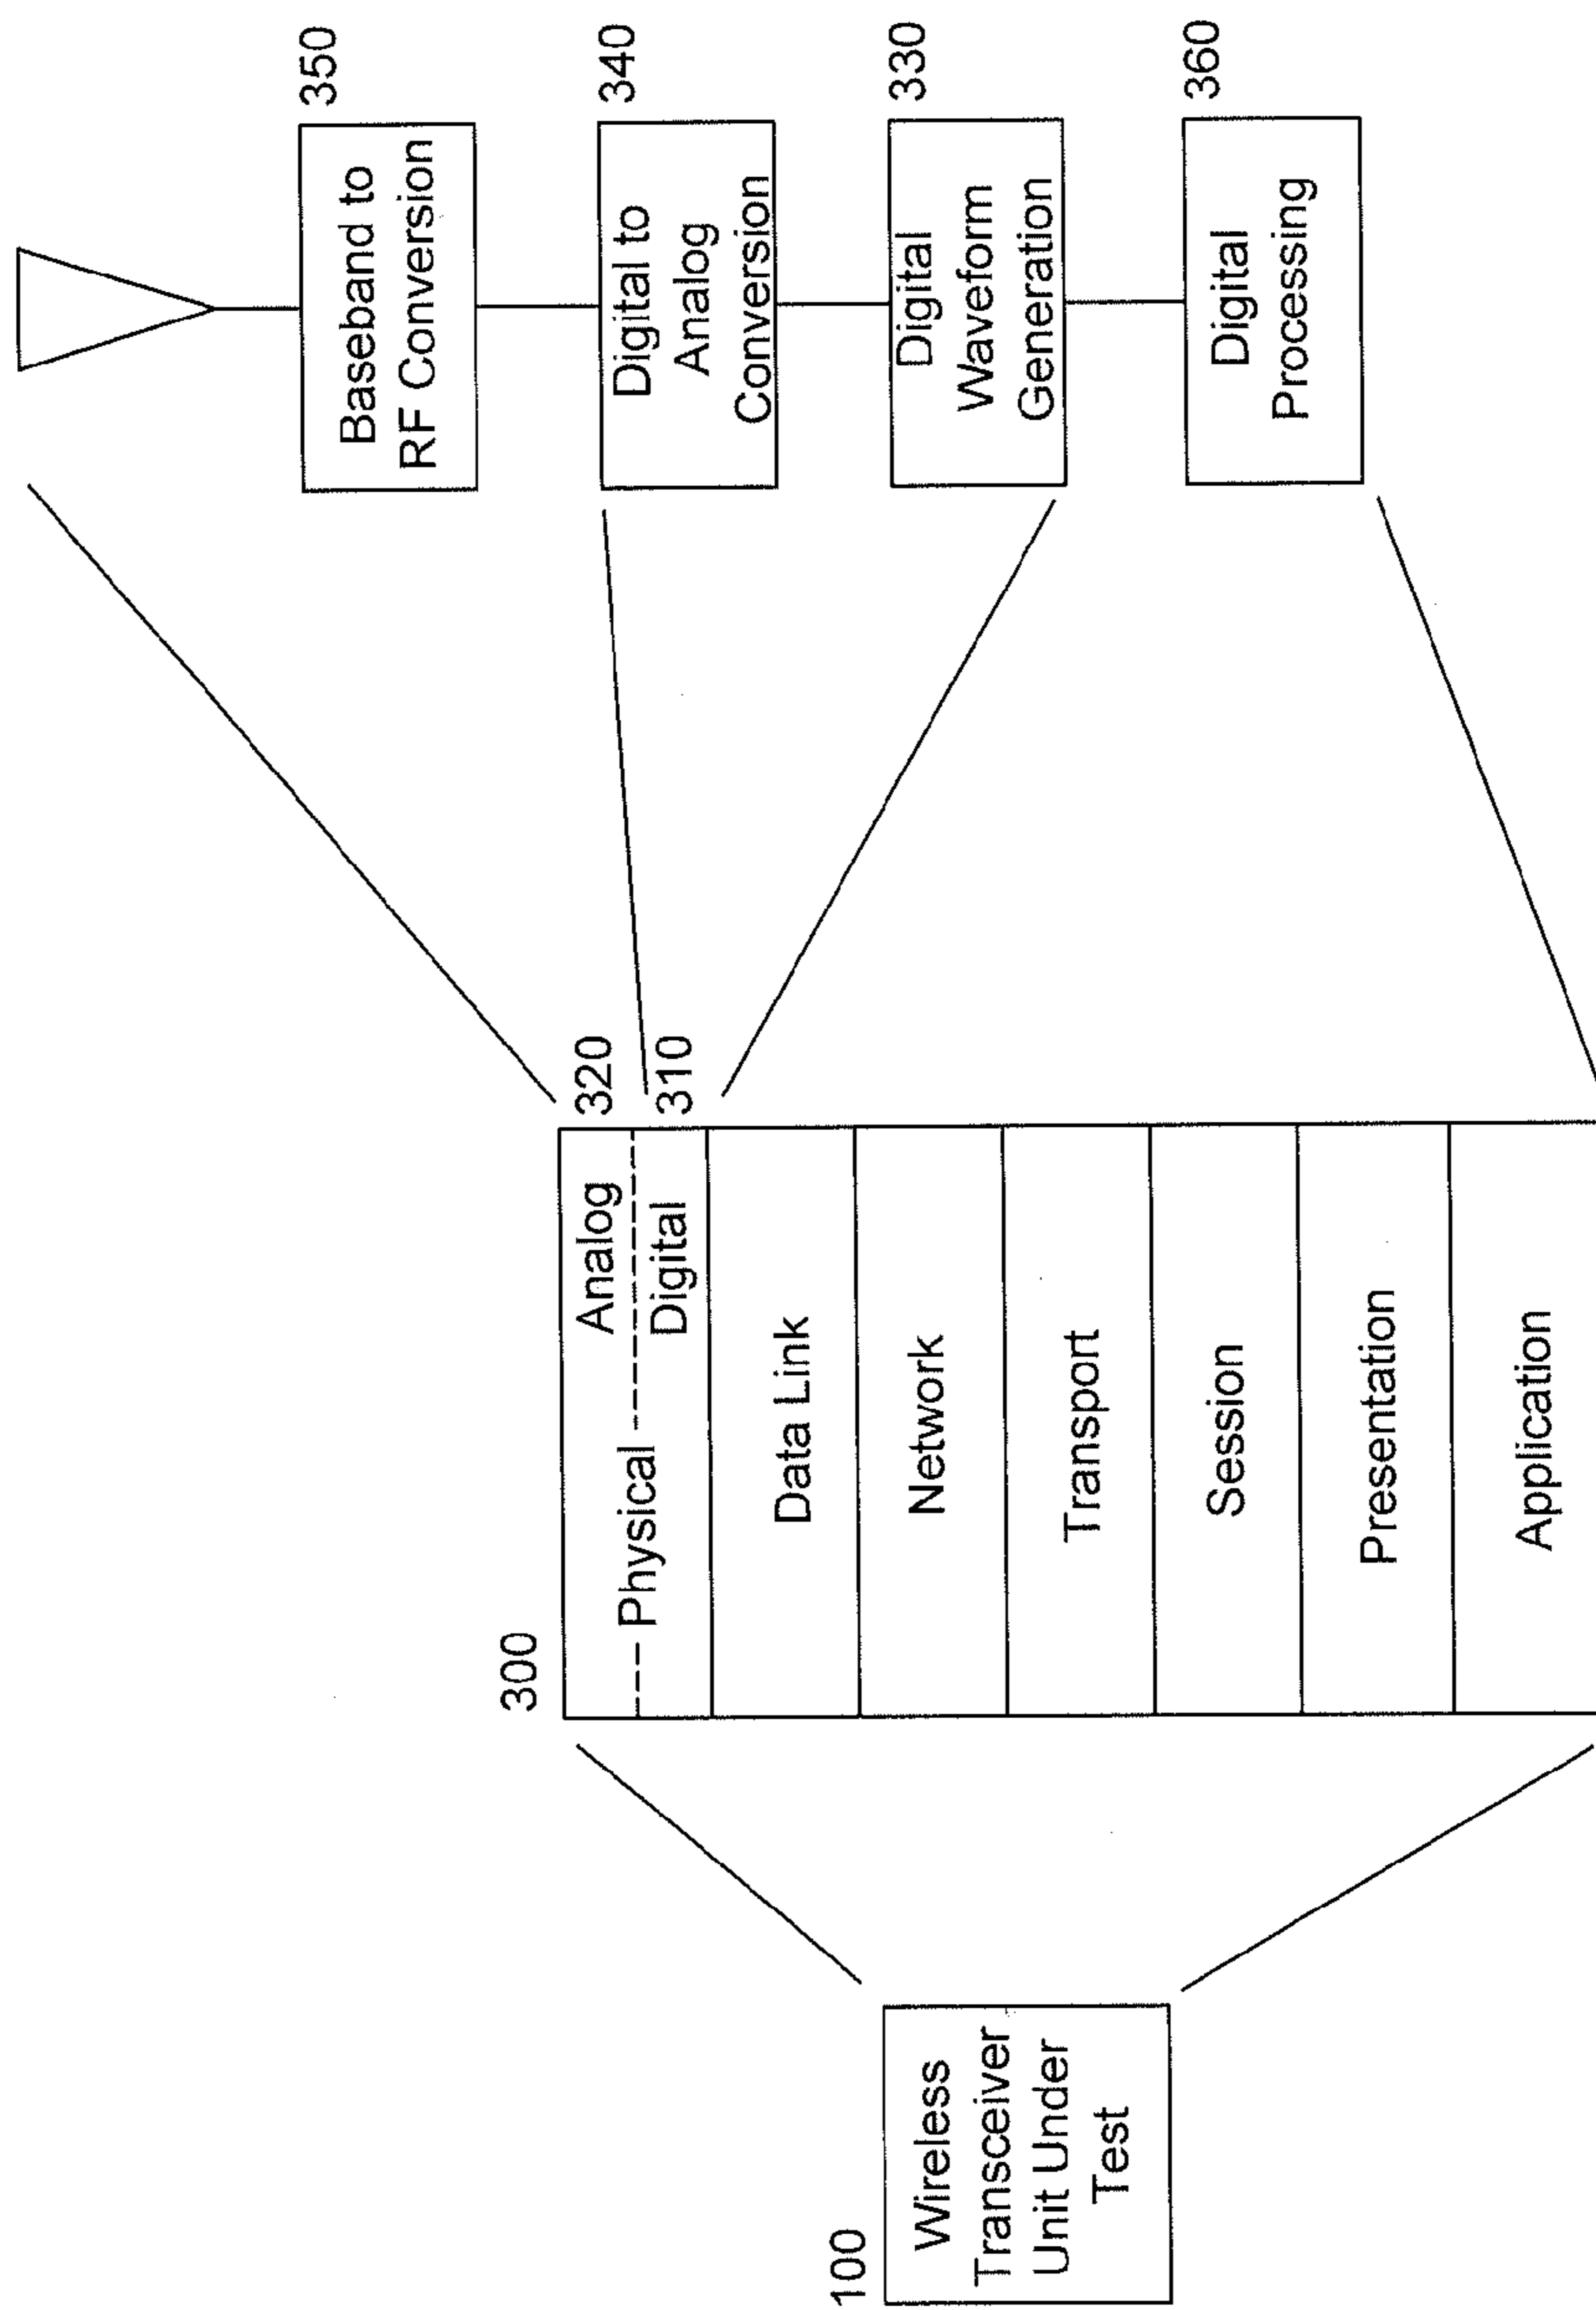 100
Wireless
Transceiver
Unit Under
Test
300
Analog
320
Physical
Digital
310
Data Link
Network
Transport
Session
Presentation
Application
Baseband to
RF Conversion
350
Digital to
Analog
Conversion
340
Digital
Waveform
Generation
330
Digital
Processing
360